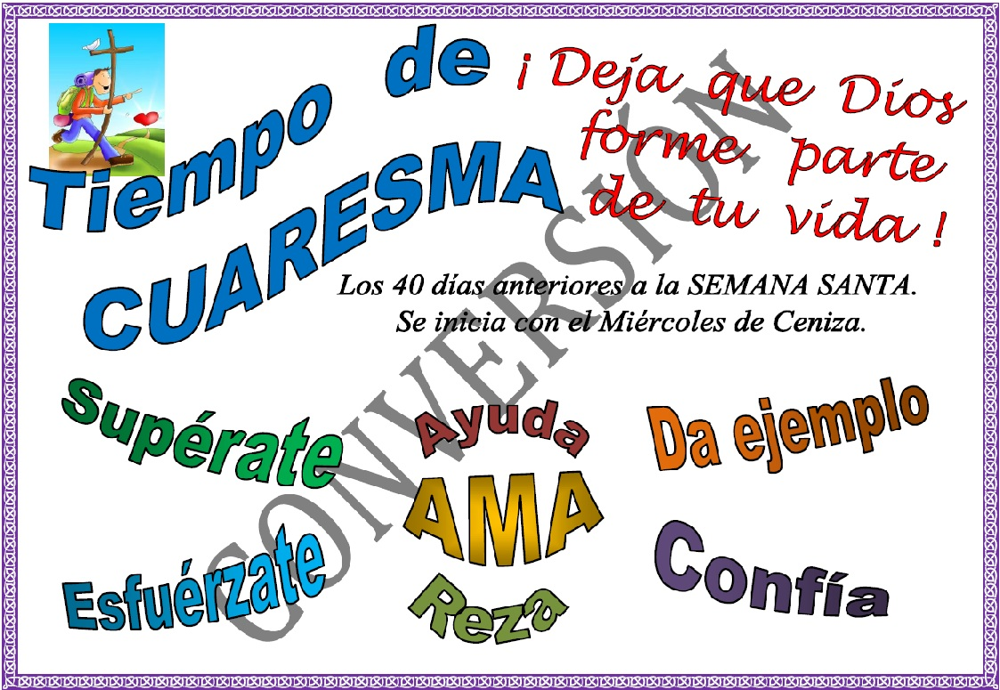 Tiempo de
CUARESMA
¡Deja que Dios
forme parte
de tu vida!
CONVERSIÓN
Los 40 días anteriores a la SEMANA SANTA.
Se inicia con el Miércoles de Ceniza.
Supérate
Ayuda
Da ejemplo
AMA
Esfuérzate
Reza
Confía